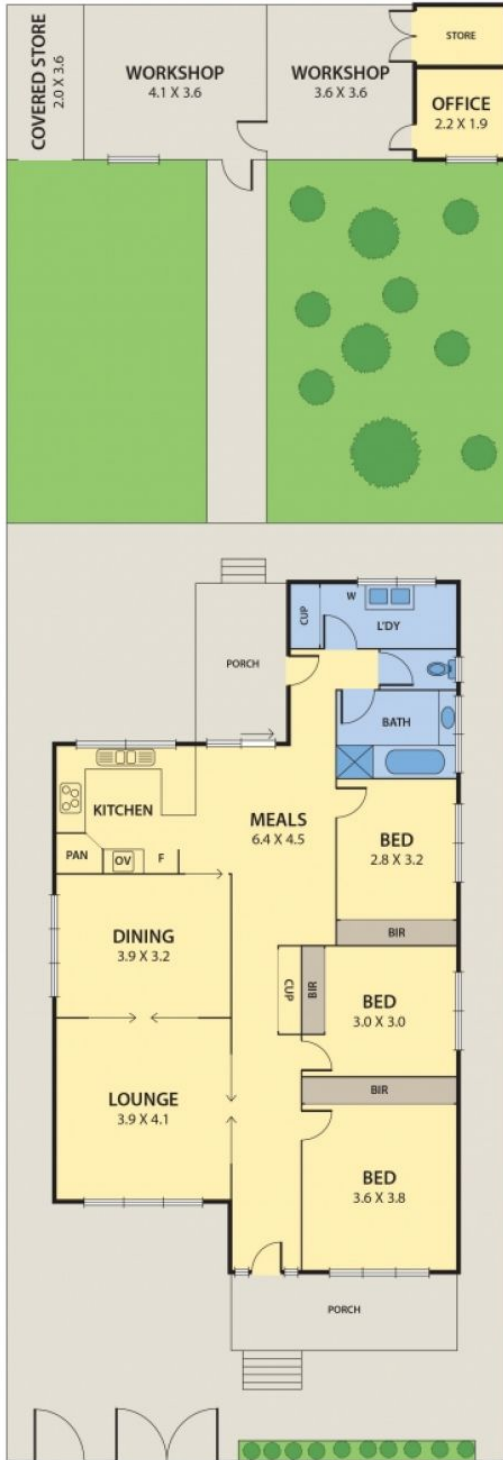 COVERED STORE
2.0 X 3.6
WORKSHOP
4.1 X 3.6
WORKSHOP
3.6 X 3.6
STORE
OFFICE
2.2 X 1.9
CUP
W
L'DY
PORCH
BATH
KITCHEN
MEALS
6.4 X 4.5
BED
2.8 X 3.2
PAN
OV
F
BIR
DINING
3.9 X 3.2
CUP
BIR
BED
3.0 X 3.0
BIR
LOUNGE
3.9 X 4.1
BED
3.6 X 3.8
PORCH